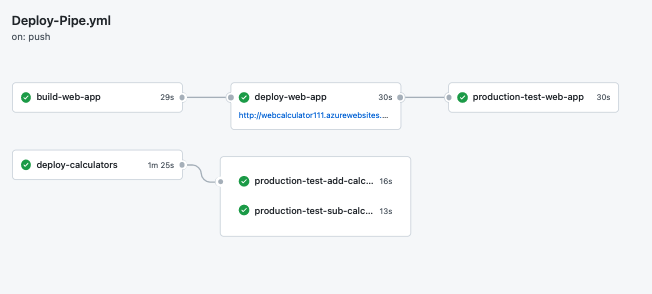 Deploy-Pipe.yml
on: push
build-web-app 29s
deploy-web-app 30s
http://webcalculator111.azurewebsites....
production-test-web-app 30s
deploy-calculators 1m 25s
production-test-add-calc... 16s
production-test-sub-calc... 13s